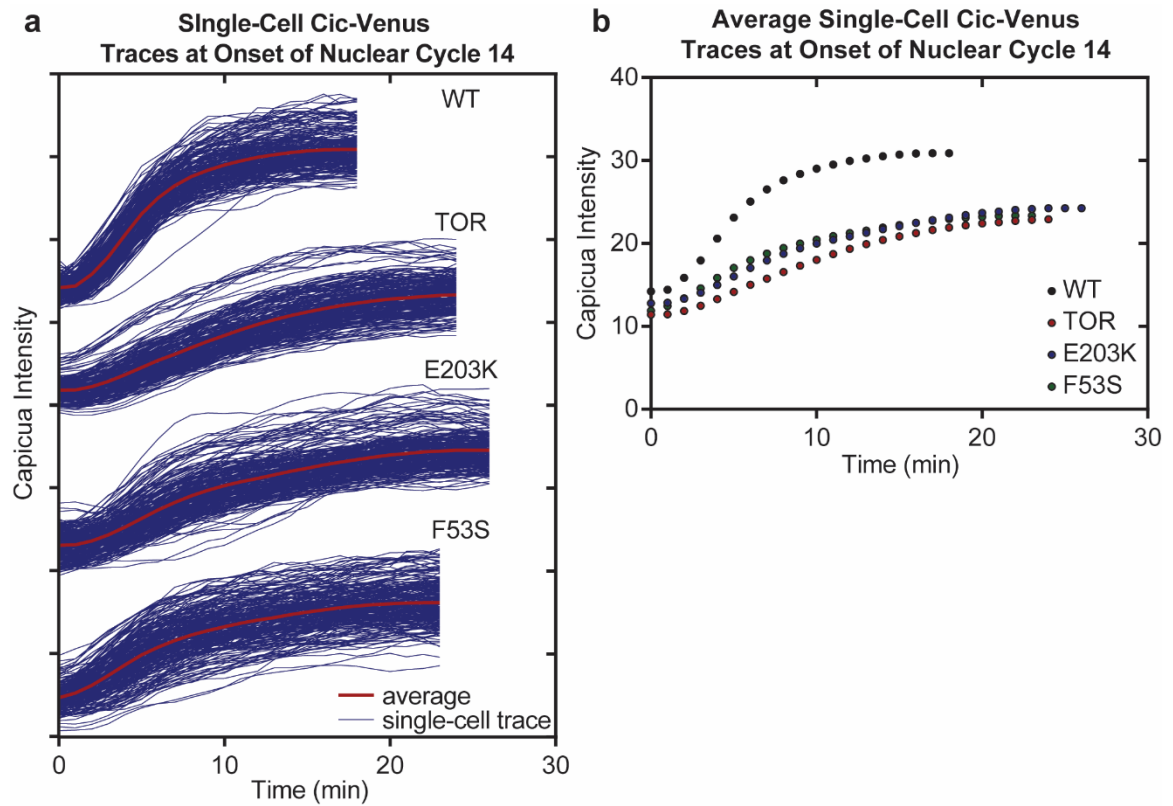 a
SIngle-Cell Cic-Venus
Traces at Onset of Nuclear Cycle 14
WT
TOR
E203K
F53S
average
single-cell trace
Capicua Intensity
0
10
20
30
Time (min)
b
Average Single-Cell Cic-Venus
Traces at Onset of Nuclear Cycle 14
40
30
20
10
0
Capicua Intensity
WT
TOR
E203K
F53S
0
10
20
30
Time (min)